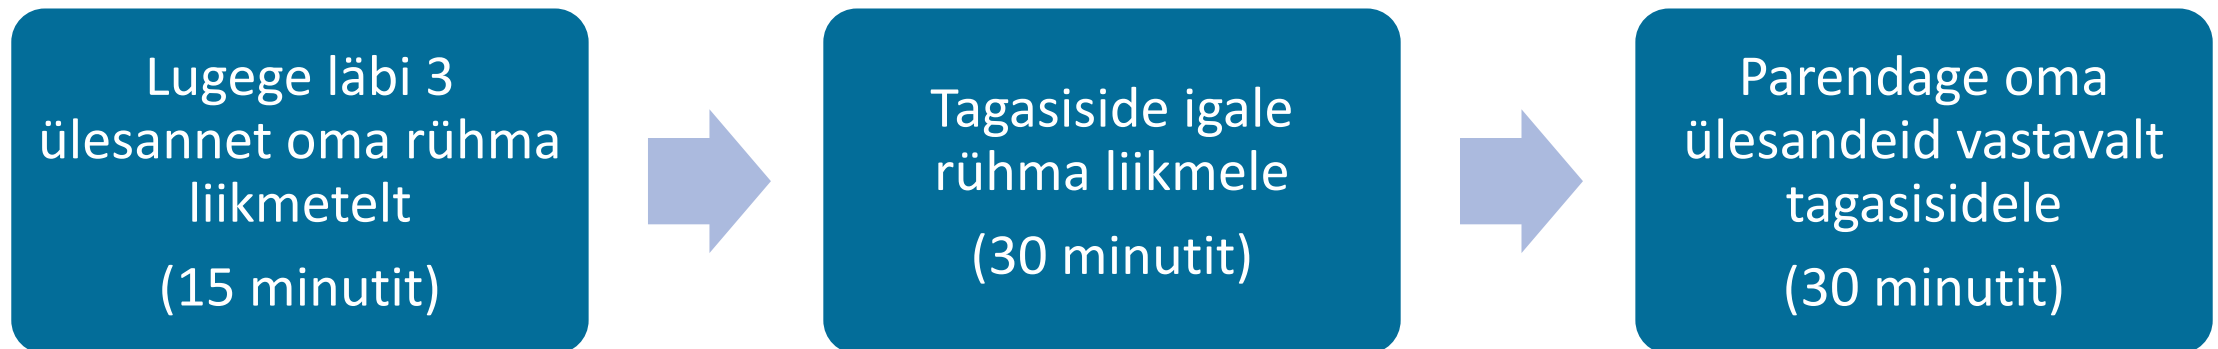 Lugege läbi 3
ülesannet oma rühma
liikmetelt
(15 minutit)
Tagasiside igale
rühma liikmele
(30 minutit)
Parendage oma
ülesandeid vastavalt
tagasisidele
(30 minutit)